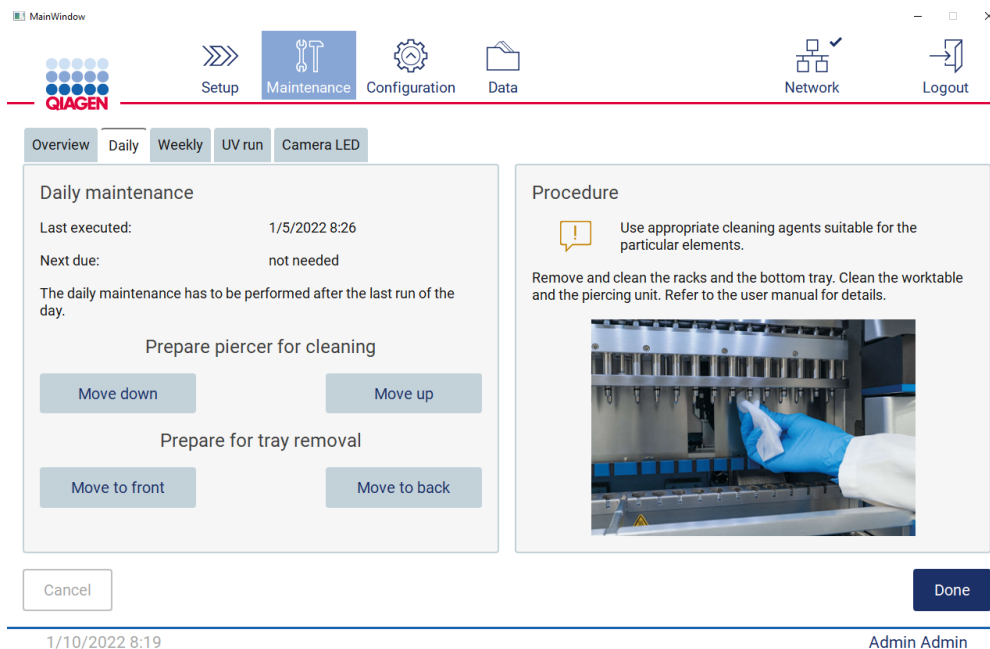 MainWindow
QIAGEN
Setup
Maintenance
Configuration
Data
Network
Logout
Overview
Daily
Weekly
UV run
Camera LED
Daily maintenance
Last executed: 1/5/2022 8:26
Next due: not needed
The daily maintenance has to be performed after the last run of the
day.
Prepare piercer for cleaning
Move down
Move up
Prepare for tray removal
Move to front
Move to back
Procedure
Use appropriate cleaning agents suitable for the
particular elements.
Remove and clean the racks and the bottom tray. Clean the worktable
and the piercing unit. Refer to the user manual for details.
Cancel
Done
1/10/2022 8:19
Admin Admin